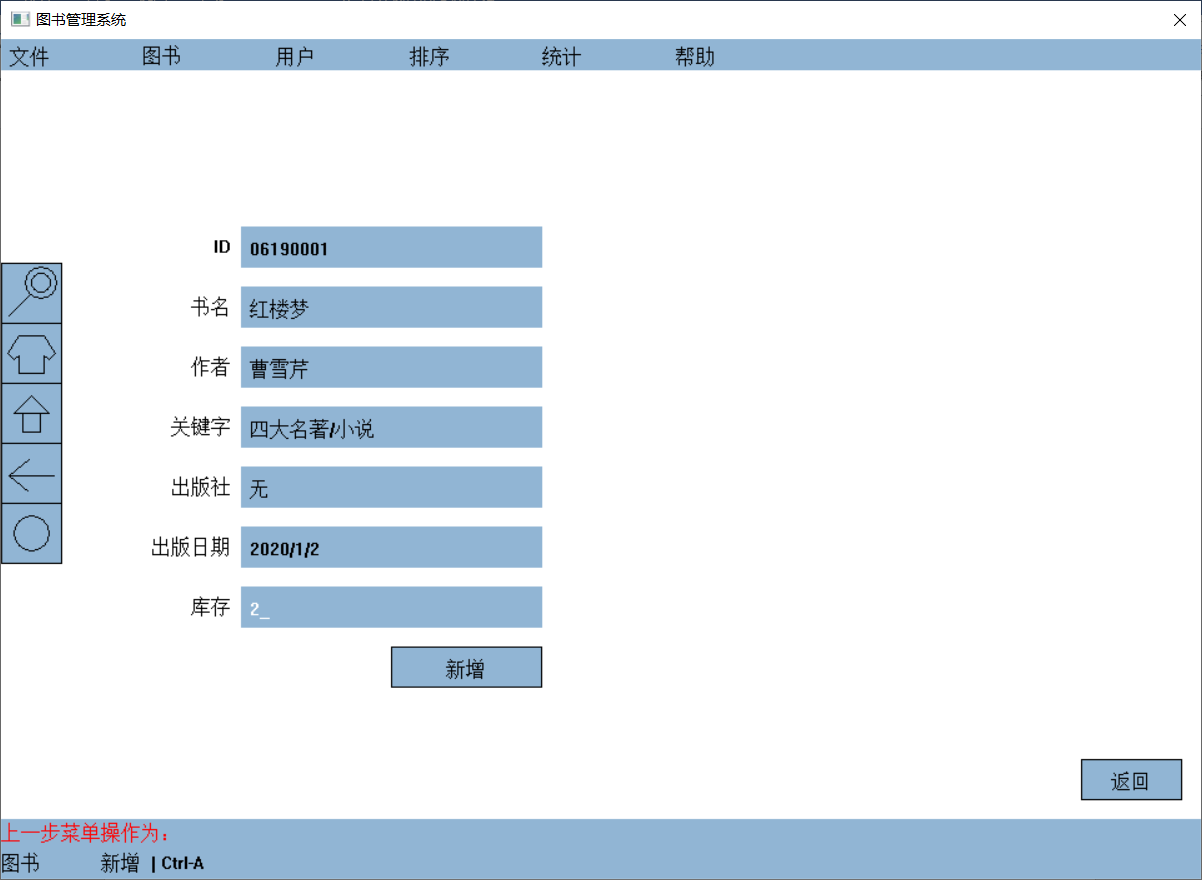 图书管理系统
文件 图书 用户 排序 统计 帮助
ID 06190001
书名 红楼梦
作者 曹雪芹
关键字 四大名著/小说
出版社 无
出版日期 2020/1/2
库存 2_
新增
返回
上一步菜单操作为：
图书 新增 | Ctrl-A